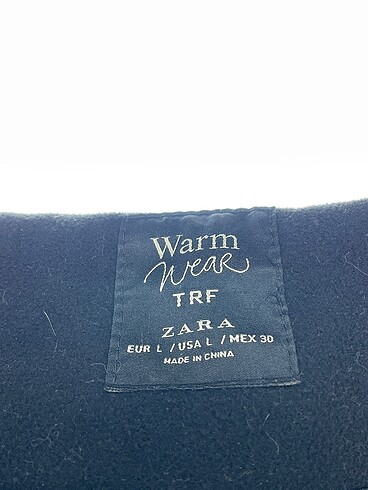 Warm
Wear
TRF
ZARA
EUR L / USA L / MEX 30
MADE IN CHINA